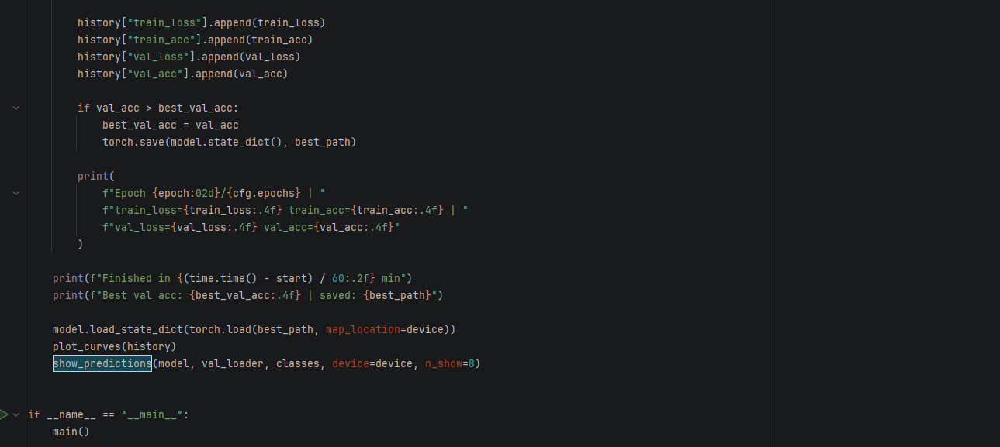 history["train_loss"].append(train_loss)
history["train_acc"].append(train_acc)
history["val_loss"].append(val_loss)
history["val_acc"].append(val_acc)
if val_acc > best_val_acc:
best_val_acc = val_acc
torch.save(model.state_dict(), best_path)
print(
f"Epoch {epoch:02d}/{cfg.epochs} | "
f"train_loss={train_loss:.4f} train_acc={train_acc:.4f} | "
f"val_loss={val_loss:.4f} val_acc={val_acc:.4f}"
)
print(f"Finished in {(time.time() - start) / 60:.2f} min")
print(f"Best val acc: {best_val_acc:.4f} | saved: {best_path}")
model.load_state_dict(torch.load(best_path, map_location=device))
plot_curves(history)
show_predictions(model, val_loader, classes, device=device, n_show=8)
if __name__ == "__main__":
main()